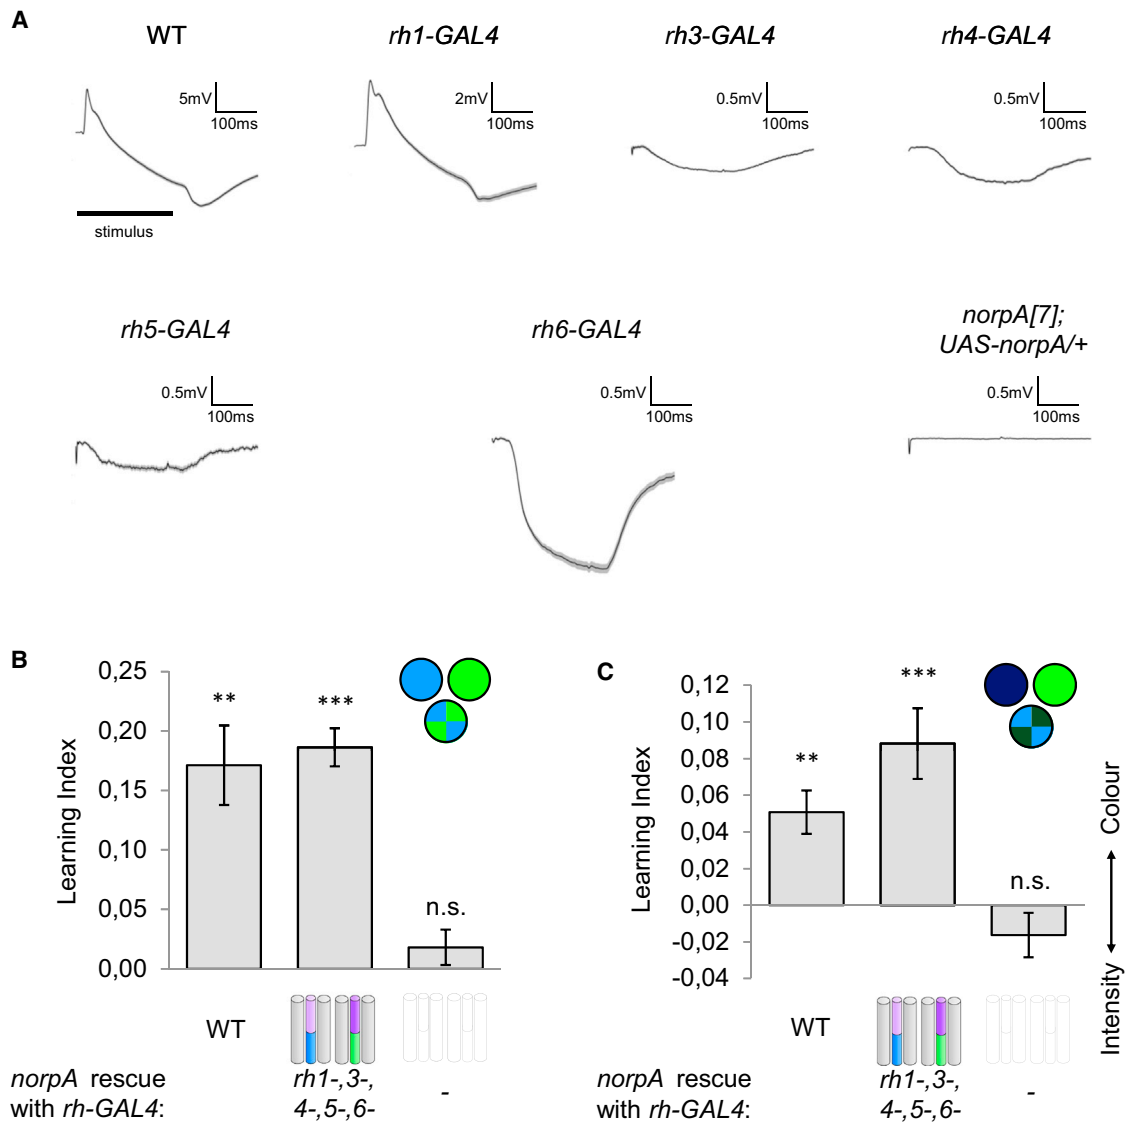 A
WT
rh1-GAL4
rh3-GAL4
rh4-GAL4
5mV
100ms
2mV
100ms
0.5mV
100ms
0.5mV
100ms
stimulus
rh5-GAL4
rh6-GAL4
norpA[7];
UAS-norpA/+
0.5mV
100ms
0.5mV
100ms
0.5mV
100ms
B
Learning Index
0,25
0,20
0,15
0,10
0,05
0,00
**
***
n.s.
WT
norpA rescue
with rh-GAL4:
rh1-,3-,
4-,5-,6-
-
C
Learning Index
0,12
0,10
0,08
0,06
0,04
0,02
0,00
-0,02
-0,04
**
***
n.s.
Colour
Intensity
WT
norpA rescue
with rh-GAL4:
rh1-,3-,
4-,5-,6-
-